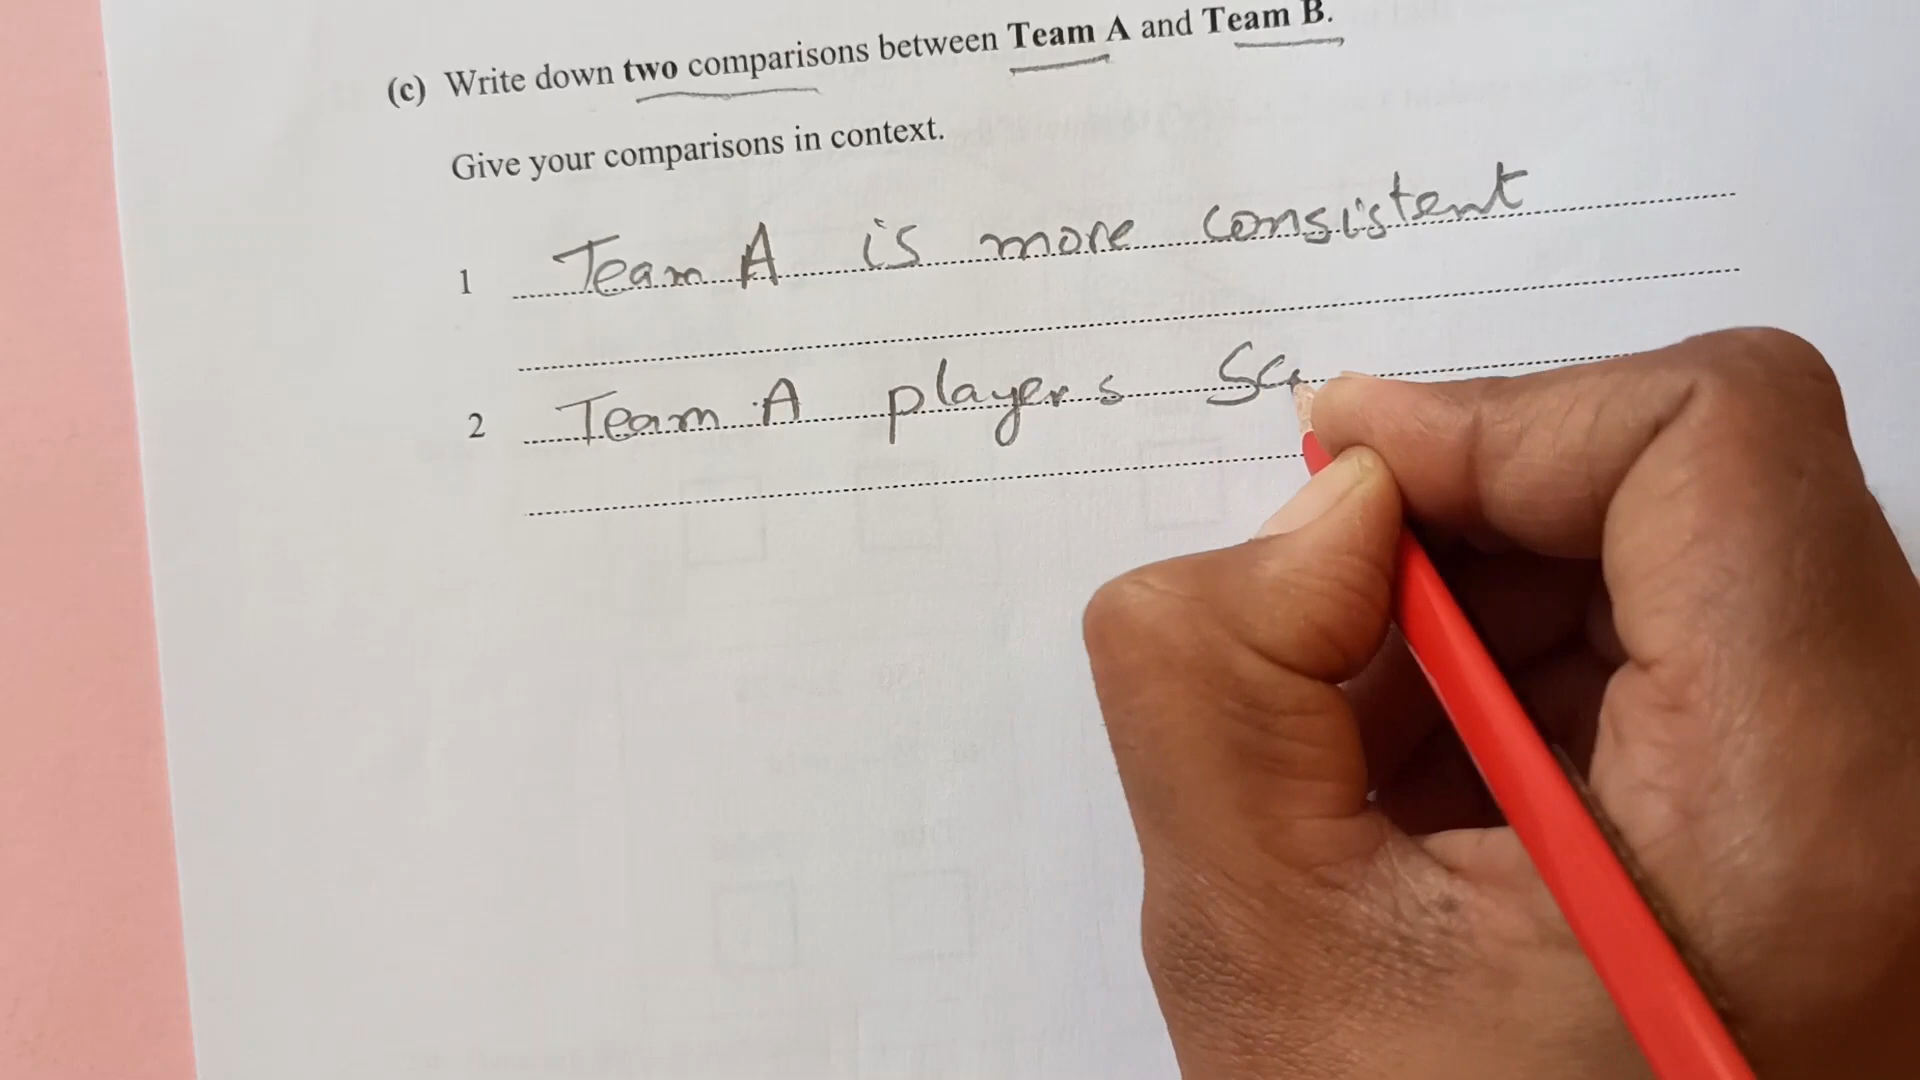 (c) Write down two comparisons between Team A and Team B.
Give your comparisons in context.
1 Team A is more consistent
2 Team A players Sc